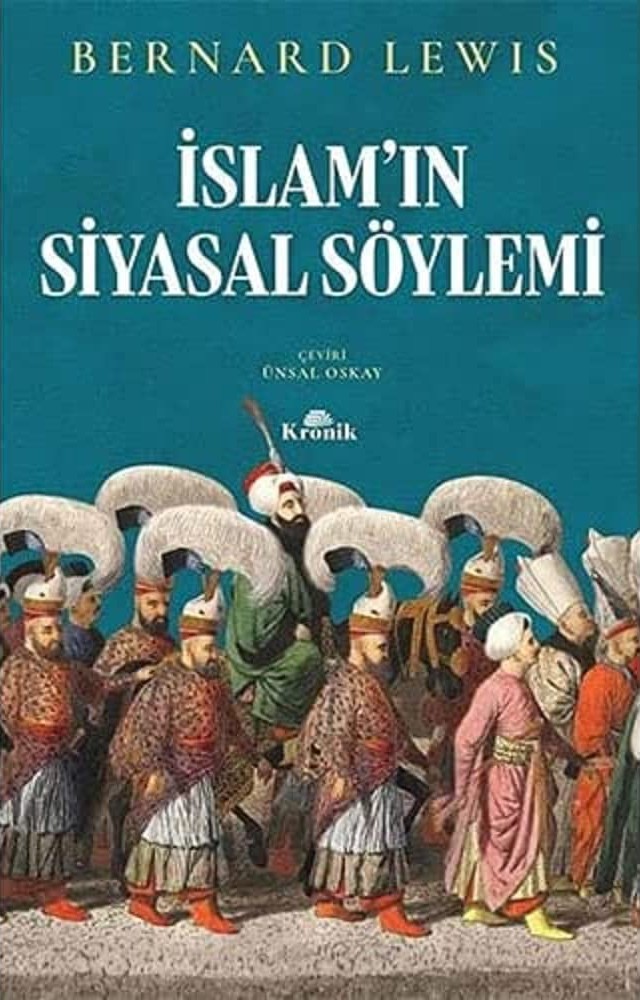 BERNARD LEWIS
İSLAM'IN
SİYASAL SÖYLEMİ
ÇEVİRİ
ÜNSAL OSKAY
Kronik